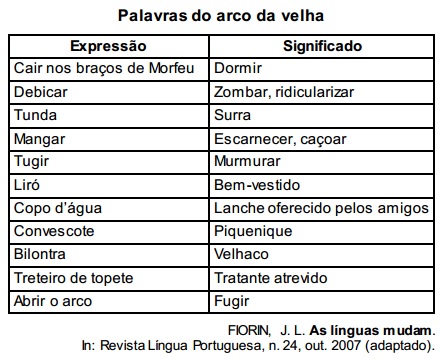 Palavras do arco da velha
Expressão Significado
Cair nos braços de Morfeu Dormir
Debicar Zombar, ridicularizar
Tunda Surra
Mangar Escarnecer, caçoar
Tugir Murmurar
Liró Bem-vestido
Copo d'água Lanche oferecido pelos amigos
Convescote Piquenique
Bilontra Velhaco
Treteiro de topete Tratante atrevido
Abrir o arco Fugir
FIORIN, J. L. As línguas mudam.
In: Revista Língua Portuguesa, n. 24, out. 2007 (adaptado).